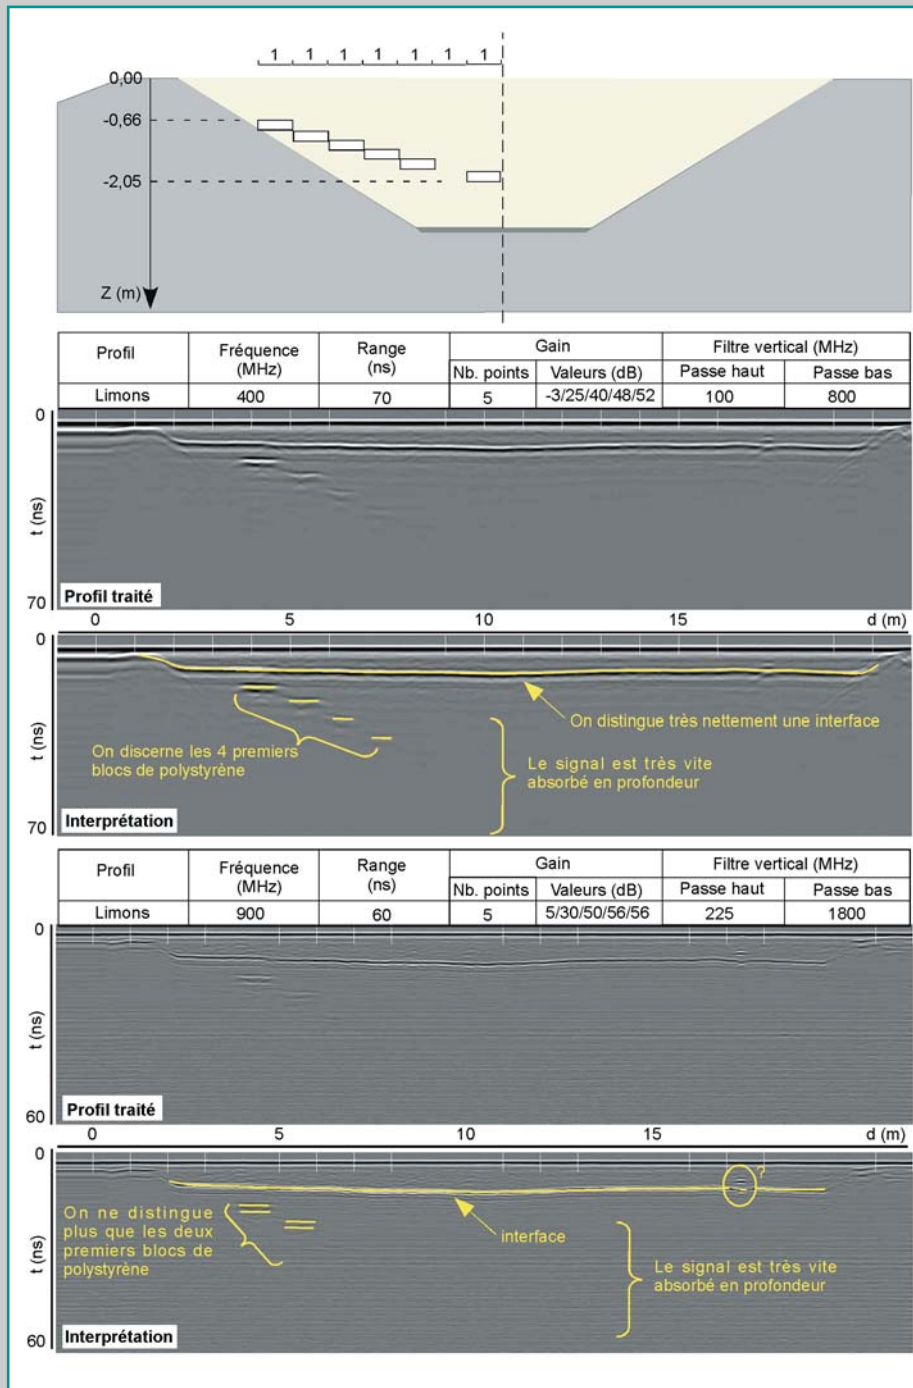 1 1 1 1 1 1 1
0,00
-0,66
-2,05
Z (m)
Profil
Fréquence (MHz)
Range (ns)
Gain
Filtre vertical (MHz)
Nb. points
Valeurs (dB)
Passe haut
Passe bas
Limons
400
70
5
-3/25/40/48/52
100
800
0
t (ns)
70
Profil traité
0 5 10 15 d (m)
0
On distingue très nettement une interface
On discerne les 4 premiers
blocs de polystyrène
Le signal est très vite
absorbé en profondeur
t (ns)
70
Interprétation
Profil
Fréquence (MHz)
Range (ns)
Gain
Filtre vertical (MHz)
Nb. points
Valeurs (dB)
Passe haut
Passe bas
Limons
900
60
5
5/30/50/56/56
225
1800
0
t (ns)
60
Profil traité
0 5 10 15 d (m)
0
?
On ne distingue
plus que les deux
premiers blocs de
polystyrène
interface
Le signal est très vite
absorbé en profondeur
t (ns)
60
Interprétation